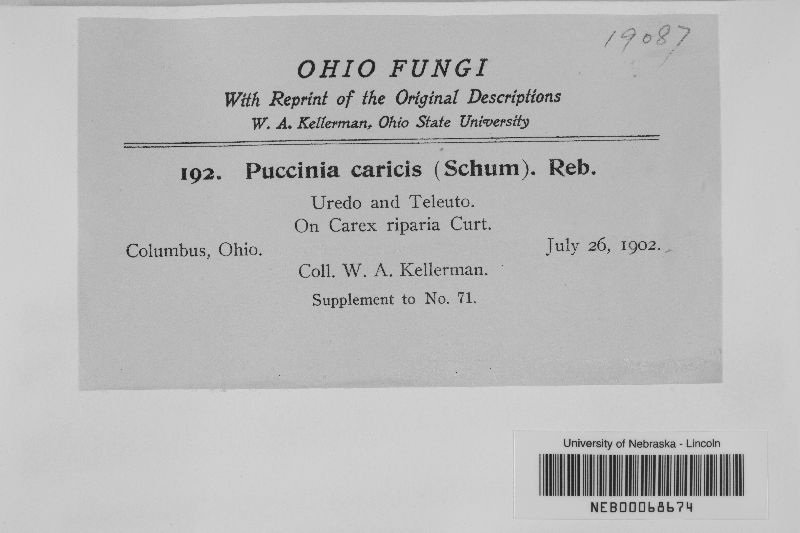 19087
OHIO FUNGI
With Reprint of the Original Descriptions
W. A. Kellerman, Ohio State University
192. Puccinia caricis (Schum). Reb.
Uredo and Teleuto.
On Carex riparia Curt.
Columbus, Ohio. July 26, 1902.
Coll. W. A. Kellerman.
Supplement to No. 71.
University of Nebraska - Lincoln
NEB00068674